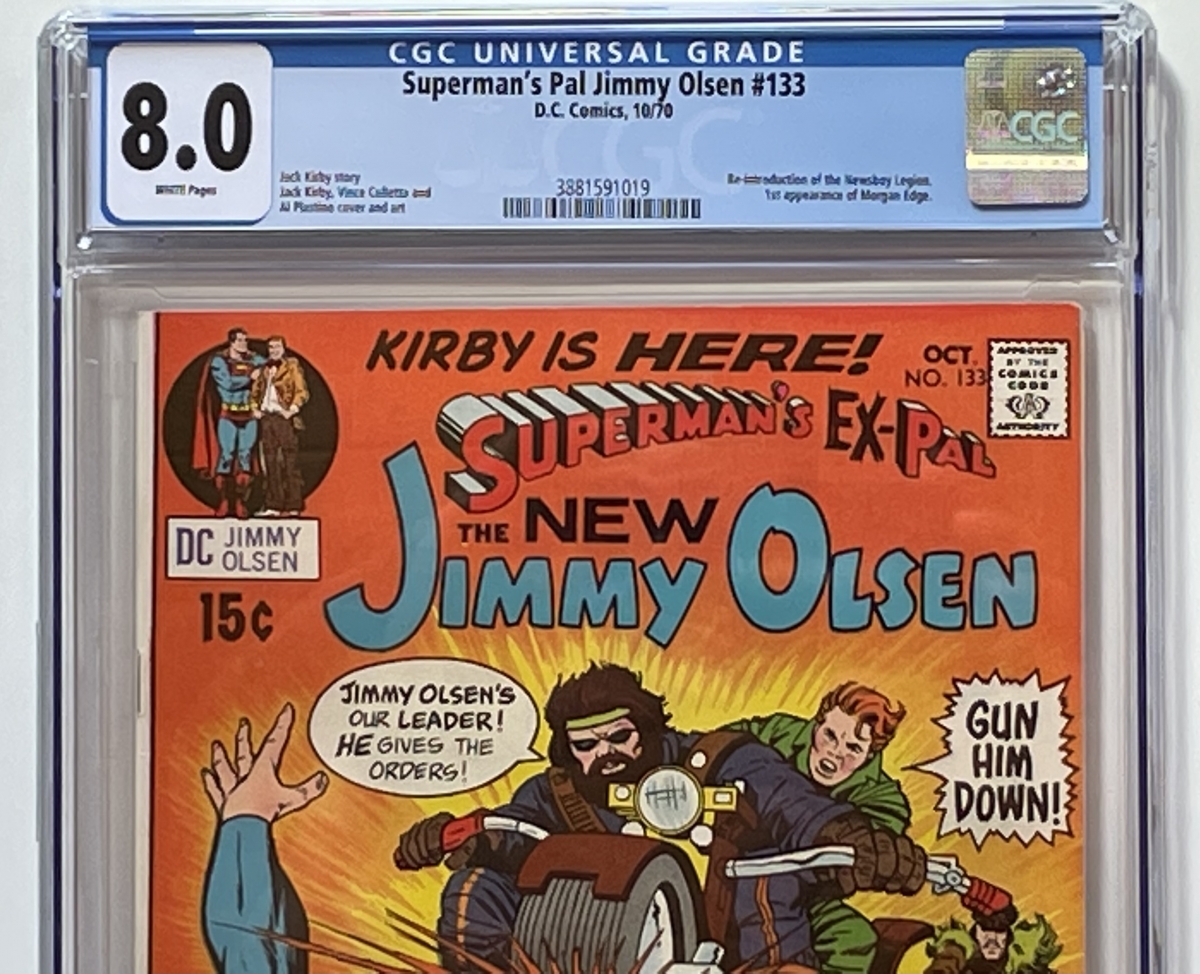 CGC UNIVERSAL GRADE
Superman's Pal Jimmy Olsen #133
D.C. Comics, 10/70
8.0
WHITE Pages
Jack Kirby story
Jack Kirby, Vince Colletta and
Al Plastino cover and art
3881591019
Re-introduction of the Newsboy Legion.
1st appearance of Morgan Edge.
CGC
KIRBY IS HERE!
OCT.
NO. 133
APPROVED
BY THE
COMICS
CODE
CA
AUTHORITY
SUPERMAN'S EX-PAL
THE NEW
JIMMY OLSEN
DC JIMMY
OLSEN
15¢
JIMMY OLSEN'S
OUR LEADER!
HE GIVES THE
ORDERS!
GUN
HIM
DOWN!